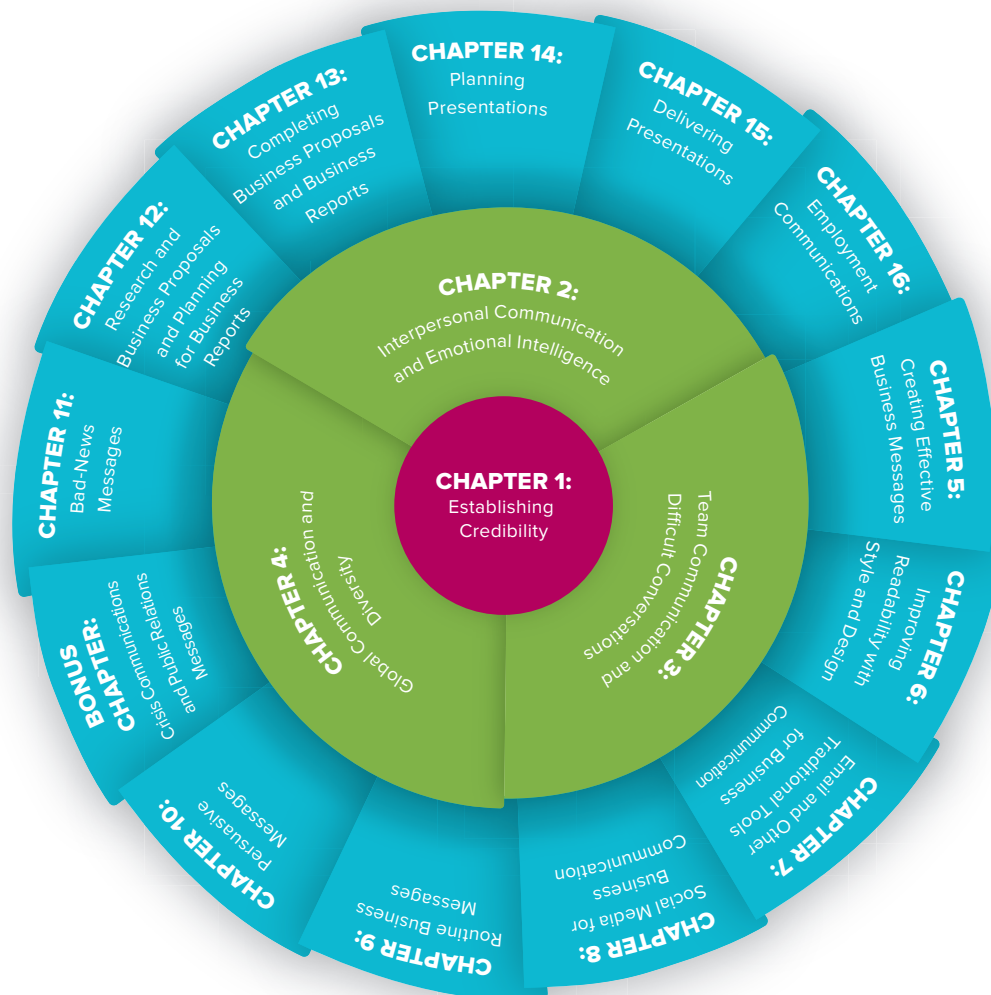 CHAPTER 1:
Establishing
Credibility
CHAPTER 2:
Interpersonal Communication
and Emotional Intelligence
CHAPTER 3:
Team Communication and
Difficult Conversations
CHAPTER 4:
Global Communication and
Diversity
CHAPTER 5:
Creating Effective
Business Messages
CHAPTER 6:
Improving
Readability with
Style and Design
CHAPTER 7:
Email and Other
Traditional Tools
for Business
Communication
CHAPTER 8:
Social Media for
Business
Communication
CHAPTER 9:
Routine Business
Messages
CHAPTER 10:
Persuasive
Messages
BONUS
CHAPTER:
Crisis Communications
and Public Relations
Messages
CHAPTER 11:
Bad-News
Messages
CHAPTER 12:
Research and
Business Proposals
and Planning
for Business
Reports
CHAPTER 13:
Completing
Business Proposals
and Business
Reports
CHAPTER 14:
Planning
Presentations
CHAPTER 15:
Delivering
Presentations
CHAPTER 16:
Employment
Communications